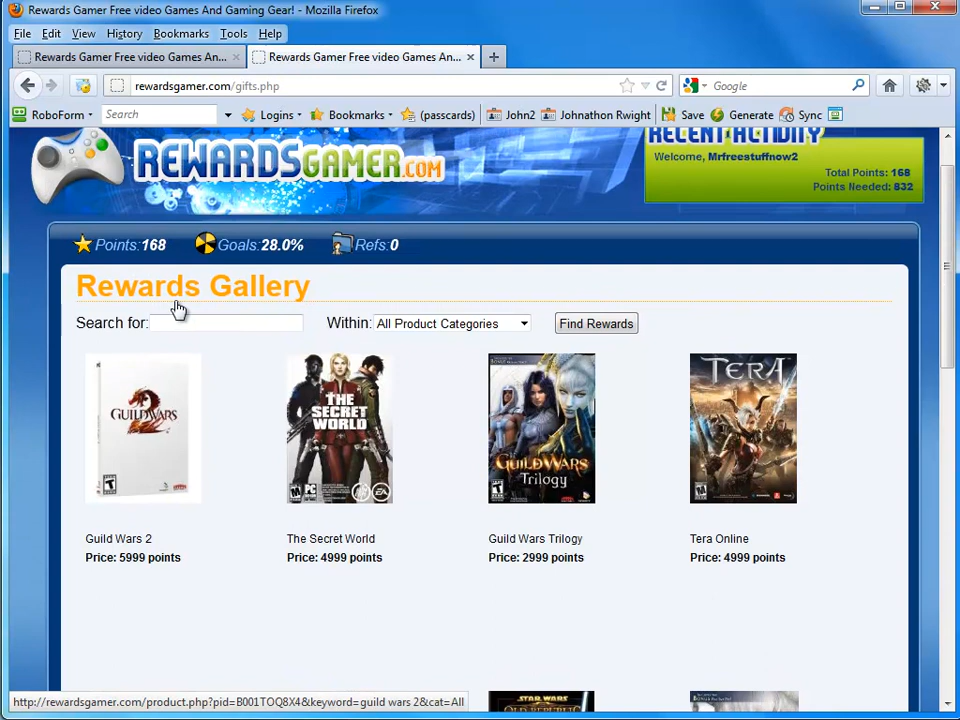 Rewards Gamer Free video Games And Gaming Gear! - Mozilla Firefox
File Edit View History Bookmarks Tools Help
Rewards Gamer Free video Games An... Rewards Gamer Free video Games An...
rewardsgamer.com/gifts.php Google
RoboForm Search Logins Bookmarks (passcards) John2 Johnathon Rwight Save Generate Sync
RECENT ACTIVITY
REWARDSGAMER.COM
Welcome, Mrfreestuffnow2
Total Points: 168
Points Needed: 832
Points:168 Goals:28.0% Refs:0
Rewards Gallery
Search for: Within: All Product Categories Find Rewards
GUILDWARS
THE SECRET WORLD
PC EA
GUILDWARS
Trilogy
TERA
Guild Wars 2 The Secret World Guild Wars Trilogy Tera Online
Price: 5999 points Price: 4999 points Price: 2999 points Price: 4999 points
STAR WARS
http://rewardsgamer.com/product.php?pid=B001TOQ8X4&keyword=guild wars 2&cat=All